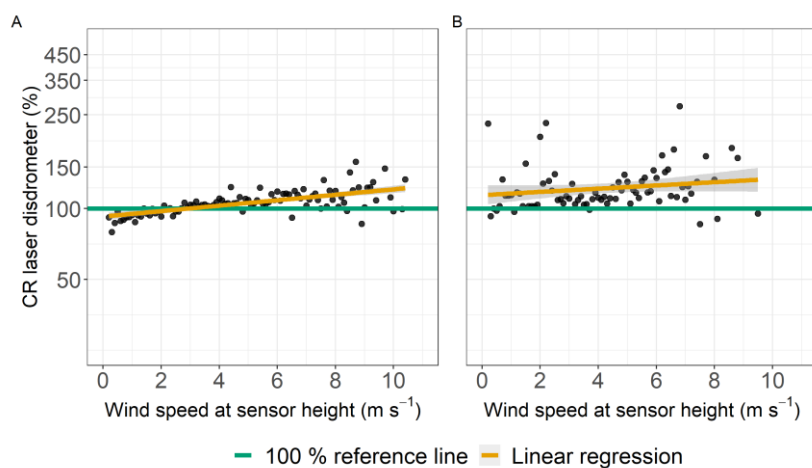 A
B
CR laser disdrometer (%)
450
350
250
150
100
50
0 2 4 6 8 10
0 2 4 6 8 10
Wind speed at sensor height (m s⁻¹)
Wind speed at sensor height (m s⁻¹)
100 % reference line
Linear regression